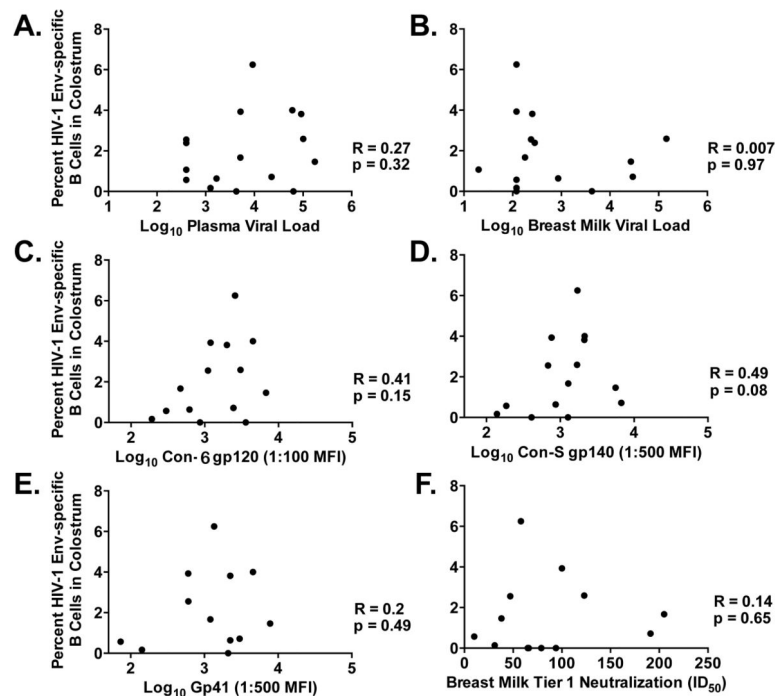 A.
Percent HIV-1 Env-specific
B Cells in Colostrum
8
6
4
2
0
1 2 3 4 5 6
Log10 Plasma Viral Load
R = 0.27
p = 0.32
B.
8
6
4
2
0
1 2 3 4 5 6
Log10 Breast Milk Viral Load
R = 0.007
p = 0.97
C.
Percent HIV-1 Env-specific
B Cells in Colostrum
8
6
4
2
0
2 3 4 5
Log10 Con-6 gp120 (1:100 MFI)
R = 0.41
p = 0.15
D.
8
6
4
2
0
2 3 4 5
Log10 Con-S gp140 (1:500 MFI)
R = 0.49
p = 0.08
E.
Percent HIV-1 Env-specific
B Cells in Colostrum
8
6
4
2
0
2 3 4 5
Log10 Gp41 (1:500 MFI)
R = 0.2
p = 0.49
F.
8
6
4
2
0
0 50 100 150 200 250
Breast Milk Tier 1 Neutralization (ID50)
R = 0.14
p = 0.65